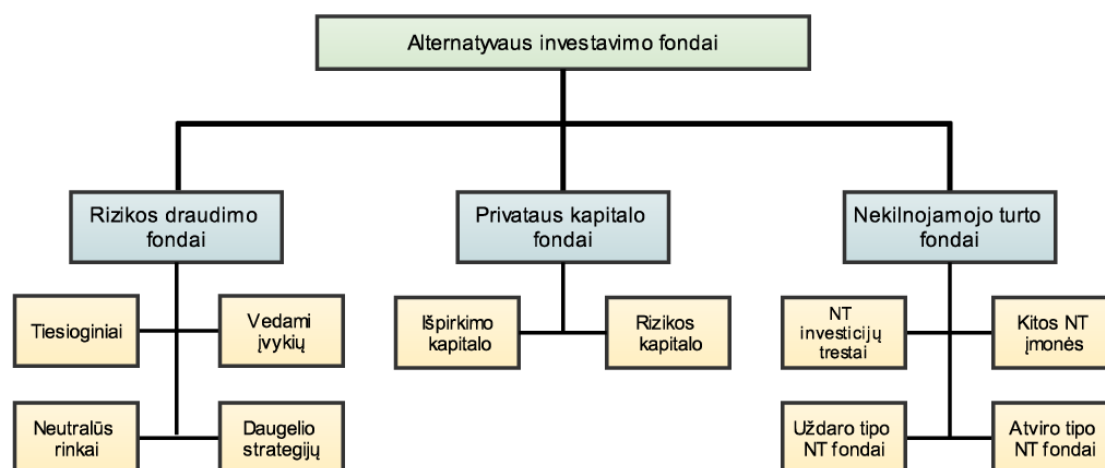 Alternatyvaus investavimo fondai
Rizikos draudimo
fondai
Privataus kapitalo
fondai
Nekilnojamojo turto
fondai
Tiesioginiai
Vedami
įvykių
Išpirkimo
kapitalo
Rizikos
kapitalo
NT
investicijų
trestai
Kitos NT
įmonės
Neutralūs
rinkai
Daugelio
strategijų
Uždaro tipo
NT fondai
Atviro tipo
NT fondai